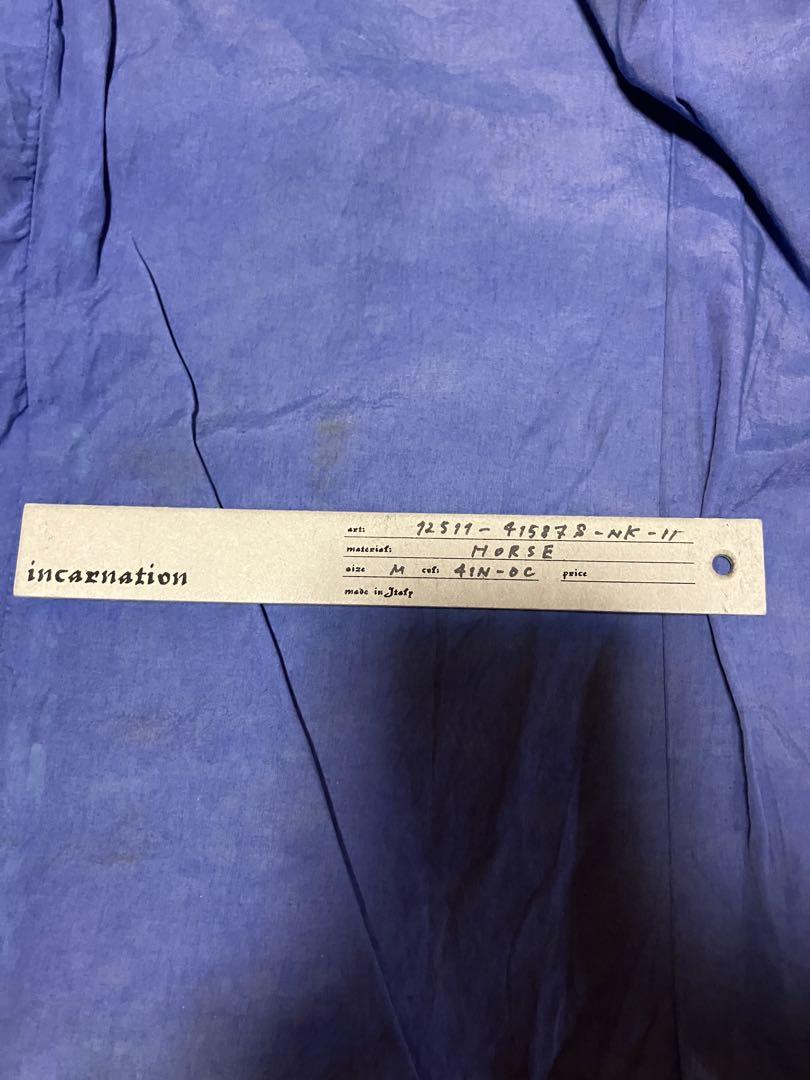 incarnation
art: 12511-41587S-NK-11
material: HORSE
size M col: 41N-OC price
made in Italy